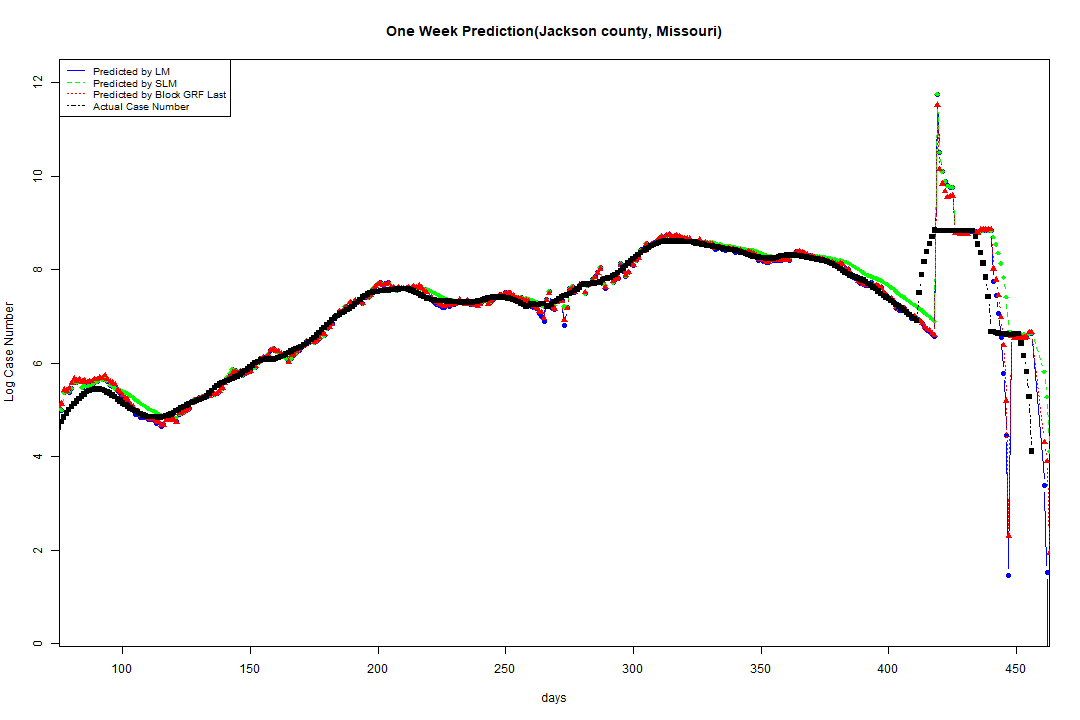 One Week Prediction(Jackson county, Missouri)
Predicted by LM
Predicted by SLM
Predicted by Block GRF Last
Actual Case Number
12
10
8
6
4
2
0
Log Case Number
100 150 200 250 300 350 400 450
days